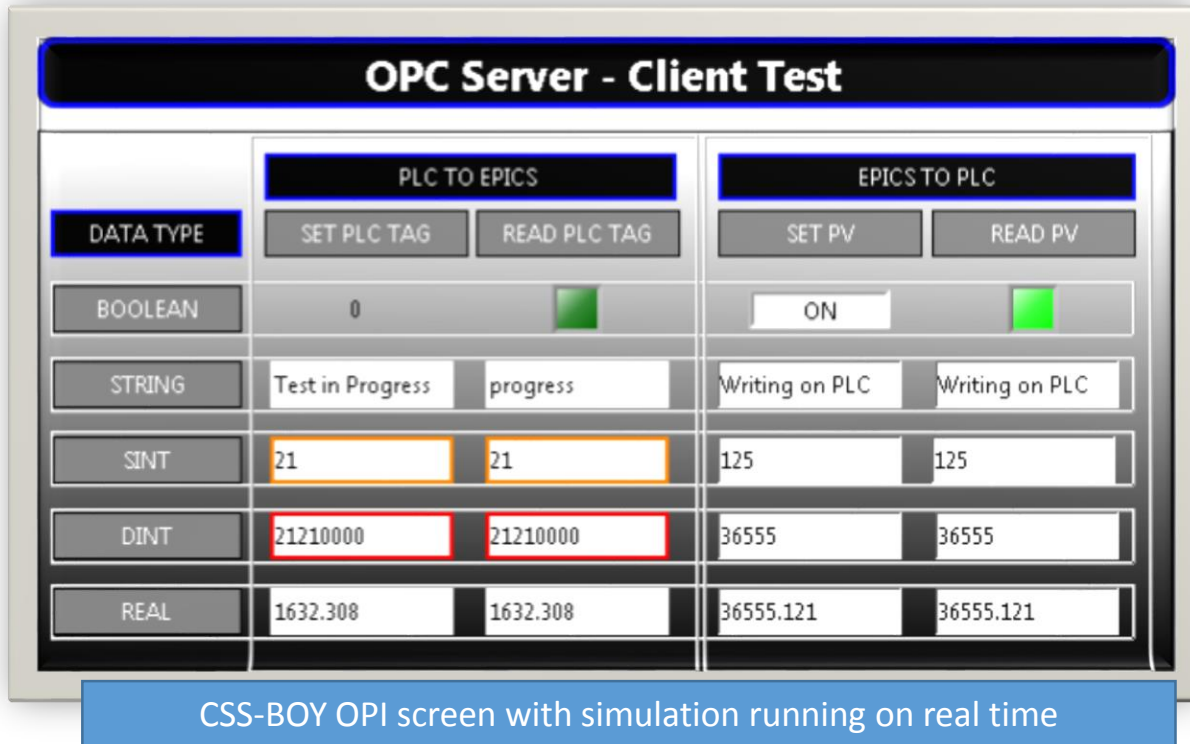 OPC Server - Client Test
PLC TO EPICS EPICS TO PLC
DATA TYPE SET PLC TAG READ PLC TAG SET PV READ PV
BOOLEAN 0 ON
STRING Test in Progress progress Writing on PLC Writing on PLC
SINT 21 21 125 125
DINT 21210000 21210000 36555 36555
REAL 1632.308 1632.308 36555.121 36555.121
CSS-BOY OPI screen with simulation running on real time